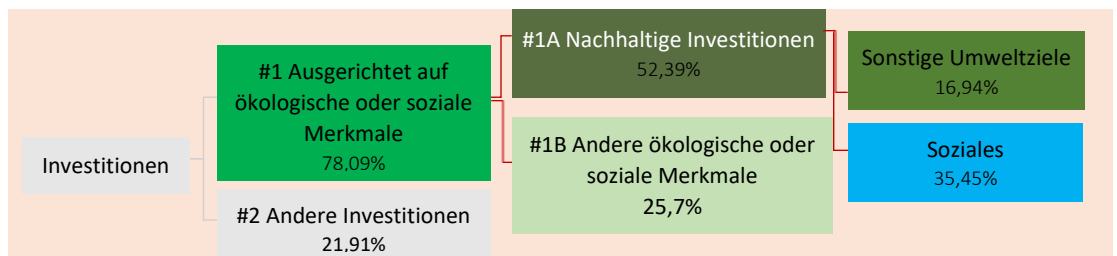 Investitionen
#1 Ausgerichtet auf
ökologische oder soziale
Merkmale
78,09%
#2 Andere Investitionen
21,91%
#1A Nachhaltige Investitionen
52,39%
#1B Andere ökologische oder
soziale Merkmale
25,7%
Sonstige Umweltziele
16,94%
Soziales
35,45%